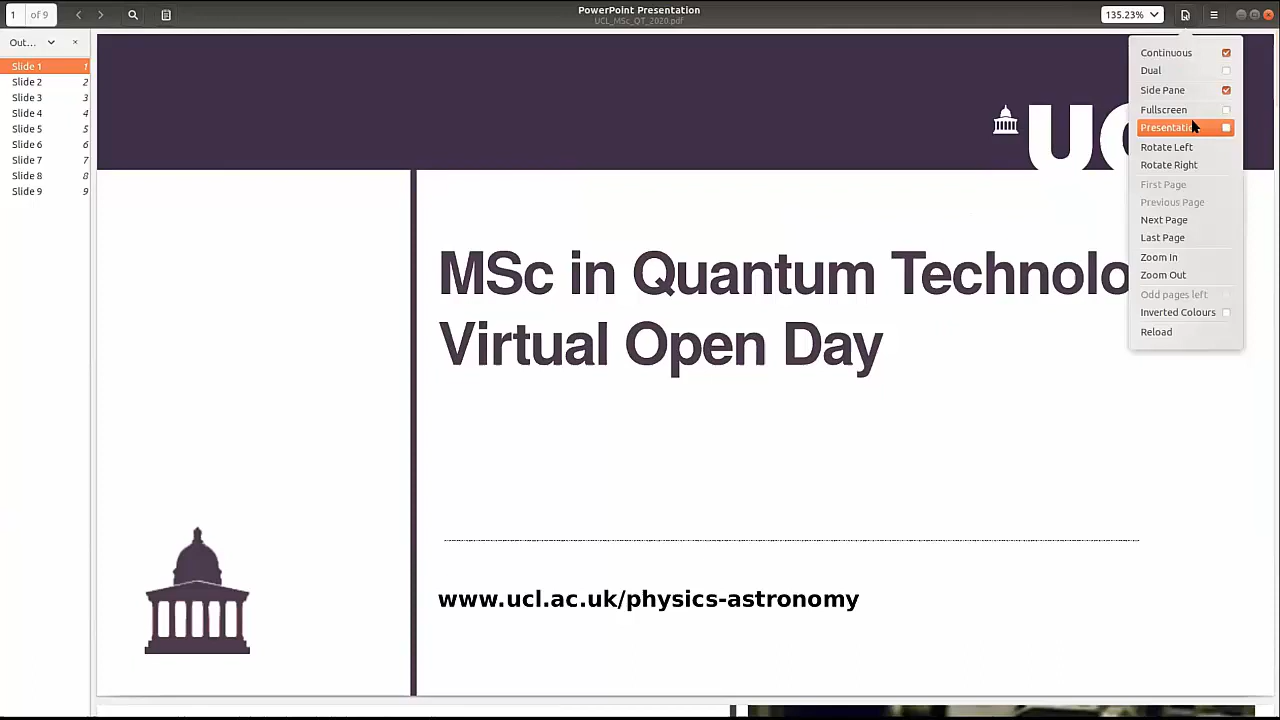 1 of 9
PowerPoint Presentation
UCL_MSc_QT_2020.pdf
135.23%
Out...
Slide 1 1
Slide 2 2
Slide 3 3
Slide 4 4
Slide 5 5
Slide 6 6
Slide 7 7
Slide 8 8
Slide 9 9
Continuous
Dual
Side Pane
Fullscreen
Presentatio
Rotate Left
Rotate Right
First Page
Previous Page
Next Page
Last Page
Zoom In
Zoom Out
Odd pages left
Inverted Colours
Reload
UC
MSc in Quantum Technolo
Virtual Open Day
www.ucl.ac.uk/physics-astronomy